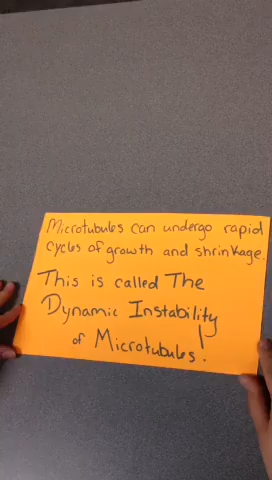 Microtubules can undergo rapid
cycles of growth and shrinkage.
This is called The
Dynamic Instability
of Microtubules.